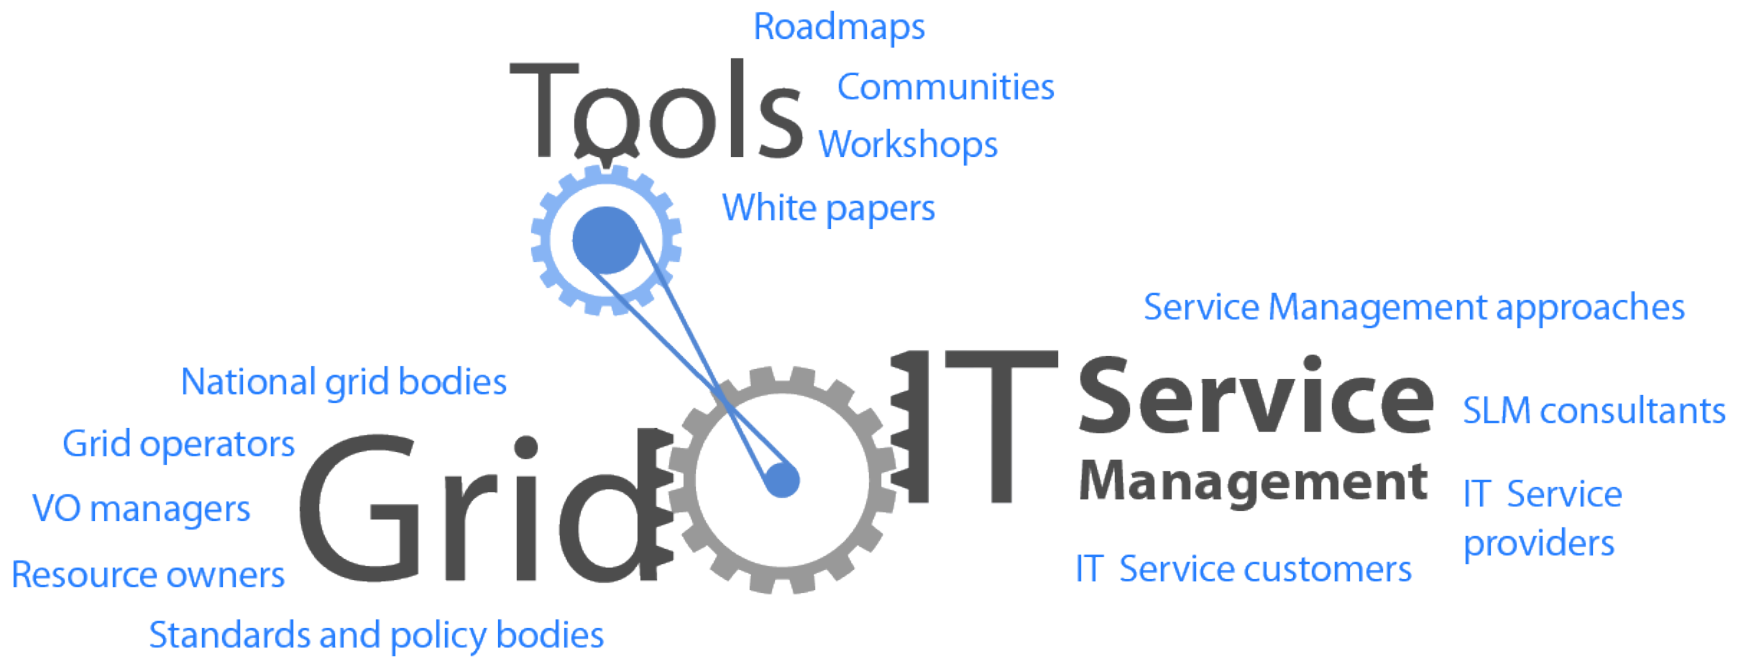 Roadmaps
Tools
Communities
Workshops
White papers
Service Management approaches
National grid bodies
Grid operators
VO managers
Resource owners
Standards and policy bodies
Grid
IT Service
Management
SLM consultants
IT Service
providers
IT Service customers